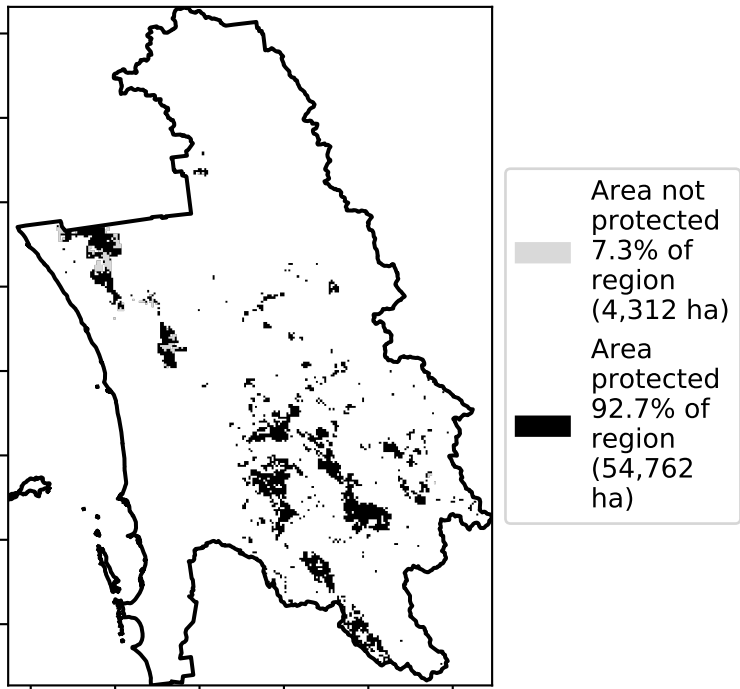 Area not
protected
7.3% of
region
(4,312 ha)
Area
protected
92.7% of
region
(54,762
ha)